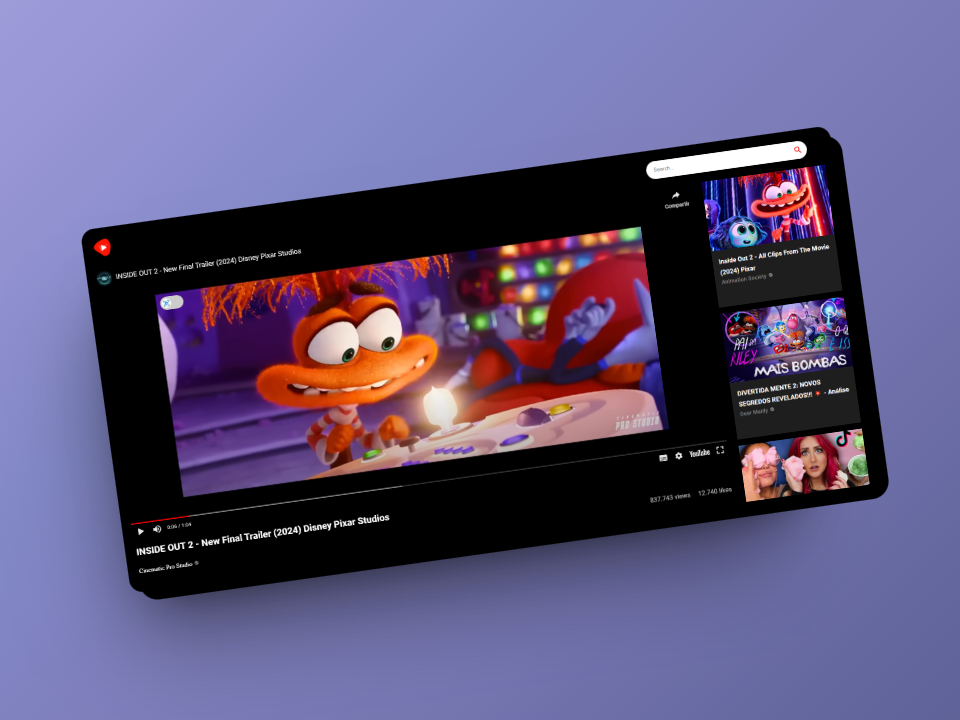 Search...
INSIDE OUT 2 - New Final Trailer (2024) Disney Pixar Studios
Compartir
CINEMATIC
PRO STUDIO
0:06 / 1:04
YouTube
INSIDE OUT 2 - New Final Trailer (2024) Disney Pixar Studios
837.743 views
12.740 likes
Cinematic Pro Studio
Inside Out 2 - All Clips From The Movie
(2024) Pixar
Animation Society
RILEY
MAIS BOMBAS
DIVERTIDA MENTE 2: NOVOS
SEGREDOS REVELADOS!!! 💥 - Análise
Dear Maidy